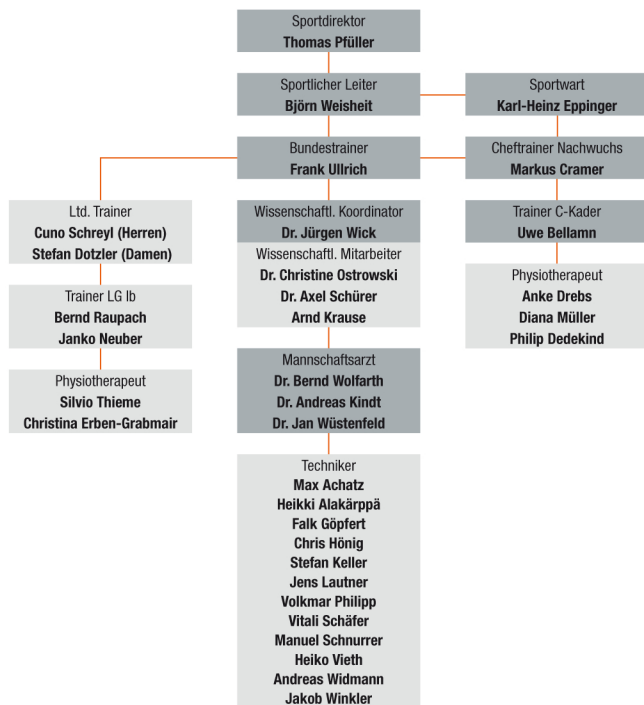 Sportdirektor
Thomas Pfüller
Sportlicher Leiter
Björn Weisheit
Sportwart
Karl-Heinz Eppinger
Bundestrainer
Frank Ullrich
Cheftrainer Nachwuchs
Markus Cramer
Ltd. Trainer
Cuno Schreyl (Herren)
Stefan Dotzler (Damen)
Wissenschaftl. Koordinator
Dr. Jürgen Wick
Wissenschaftl. Mitarbeiter
Dr. Christine Ostrowski
Dr. Axel Schürer
Arnd Krause
Trainer C-Kader
Uwe Bellamn
Physiotherapeut
Anke Drebs
Diana Müller
Philip Dedekind
Trainer LG Ib
Bernd Raupach
Janko Neuber
Physiotherapeut
Silvio Thieme
Christina Erben-Grabmair
Mannschaftsarzt
Dr. Bernd Wolfarth
Dr. Andreas Kindt
Dr. Jan Wüstenfeld
Techniker
Max Achatz
Heikki Alakärppä
Falk Göpfert
Chris Hönig
Stefan Keller
Jens Lautner
Volkmar Philipp
Vitali Schäfer
Manuel Schnurrer
Heiko Vieth
Andreas Widmann
Jakob Winkler